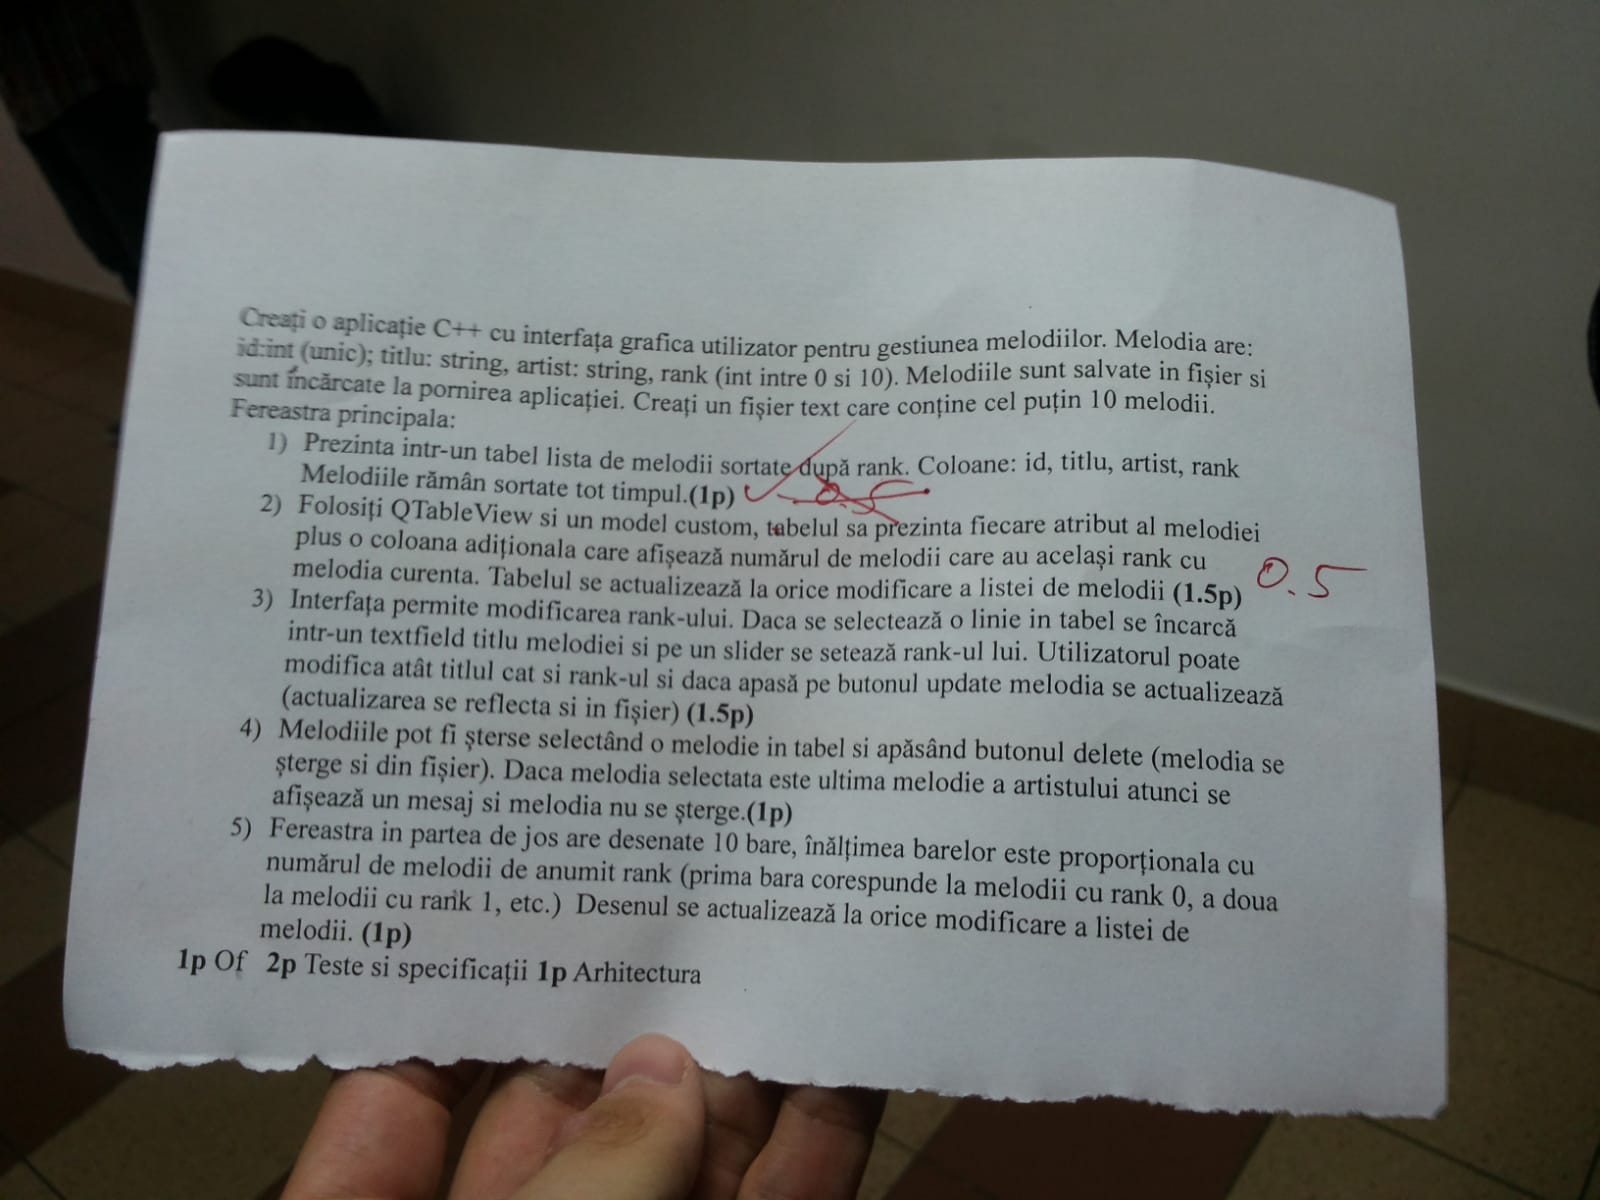 Creați o aplicație C++ cu interfața grafica utilizator pentru gestiunea melodiilor. Melodia are:
id:int (unic); titlu: string, artist: string, rank (int intre 0 si 10). Melodiile sunt salvate in fișier si
sunt încărcate la pornirea aplicației. Creați un fișier text care conține cel puțin 10 melodii.
Fereastra principala:
1) Prezinta intr-un tabel lista de melodii sortate după rank. Coloane: id, titlu, artist, rank
Melodiile rămân sortate tot timpul.(1p) 0.5
2) Folosiți QTableView si un model custom, tabelul sa prezinta fiecare atribut al melodiei
plus o coloana adițională care afișează numărul de melodii care au același rank cu
melodia curenta. Tabelul se actualizează la orice modificare a listei de melodii (1.5p) 0.5
3) Interfața permite modificarea rank-ului. Daca se selectează o linie in tabel se încarcă
intr-un textfield titlu melodiei si pe un slider se setează rank-ul lui. Utilizatorul poate
modifica atât titlul cat si rank-ul si daca apasă pe butonul update melodia se actualizează
(actualizarea se reflecta si in fișier) (1.5p)
4) Melodiile pot fi șterse selectând o melodie in tabel si apăsând butonul delete (melodia se
șterge si din fișier). Daca melodia selectata este ultima melodie a artistului atunci se
afișează un mesaj si melodia nu se șterge.(1p)
5) Fereastra in partea de jos are desenate 10 bare, înălțimea barelor este proporționala cu
numărul de melodii de anumit rank (prima bara corespunde la melodii cu rank 0, a doua
la melodii cu rank 1, etc.) Desenul se actualizează la orice modificare a listei de
melodii. (1p)
1p Of 2p Teste si specificații 1p Arhitectura